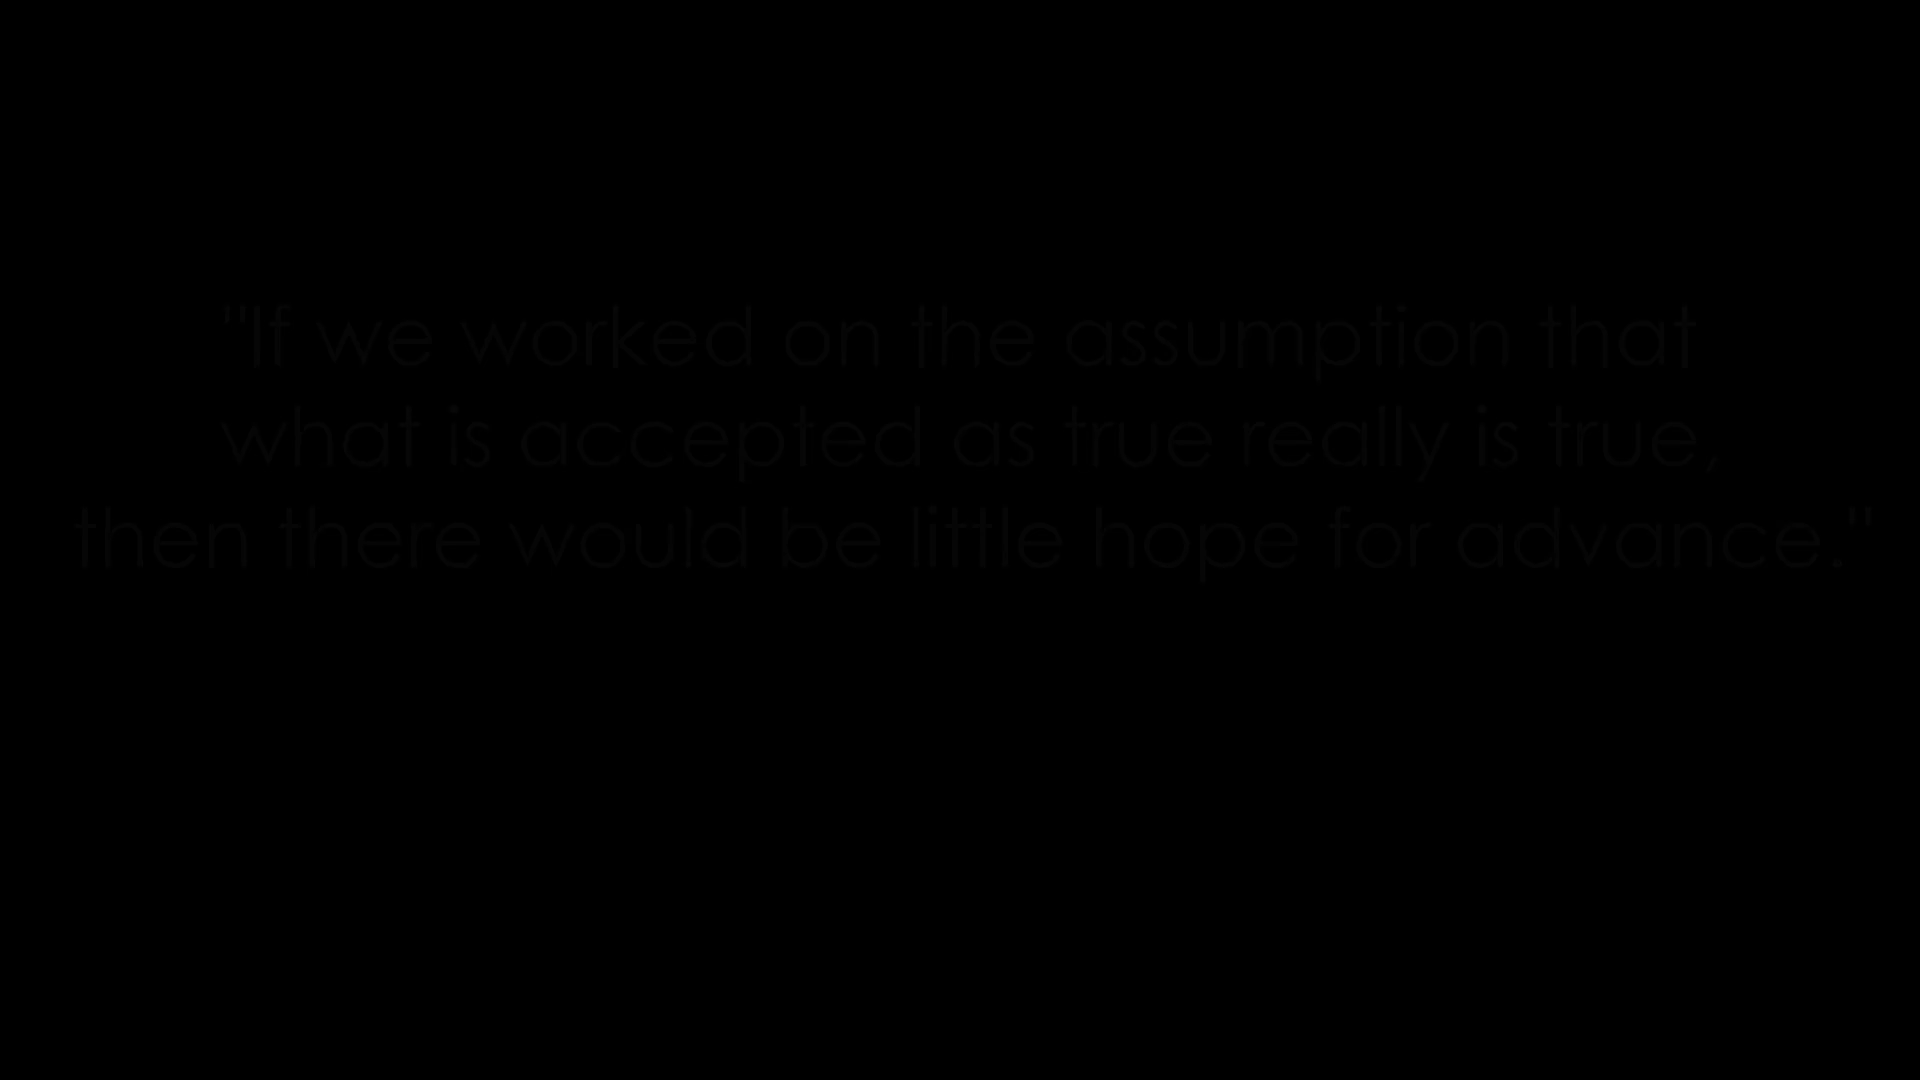 "If we worked on the assumption that
what is accepted as true really is true,
then there would be little hope for advance."